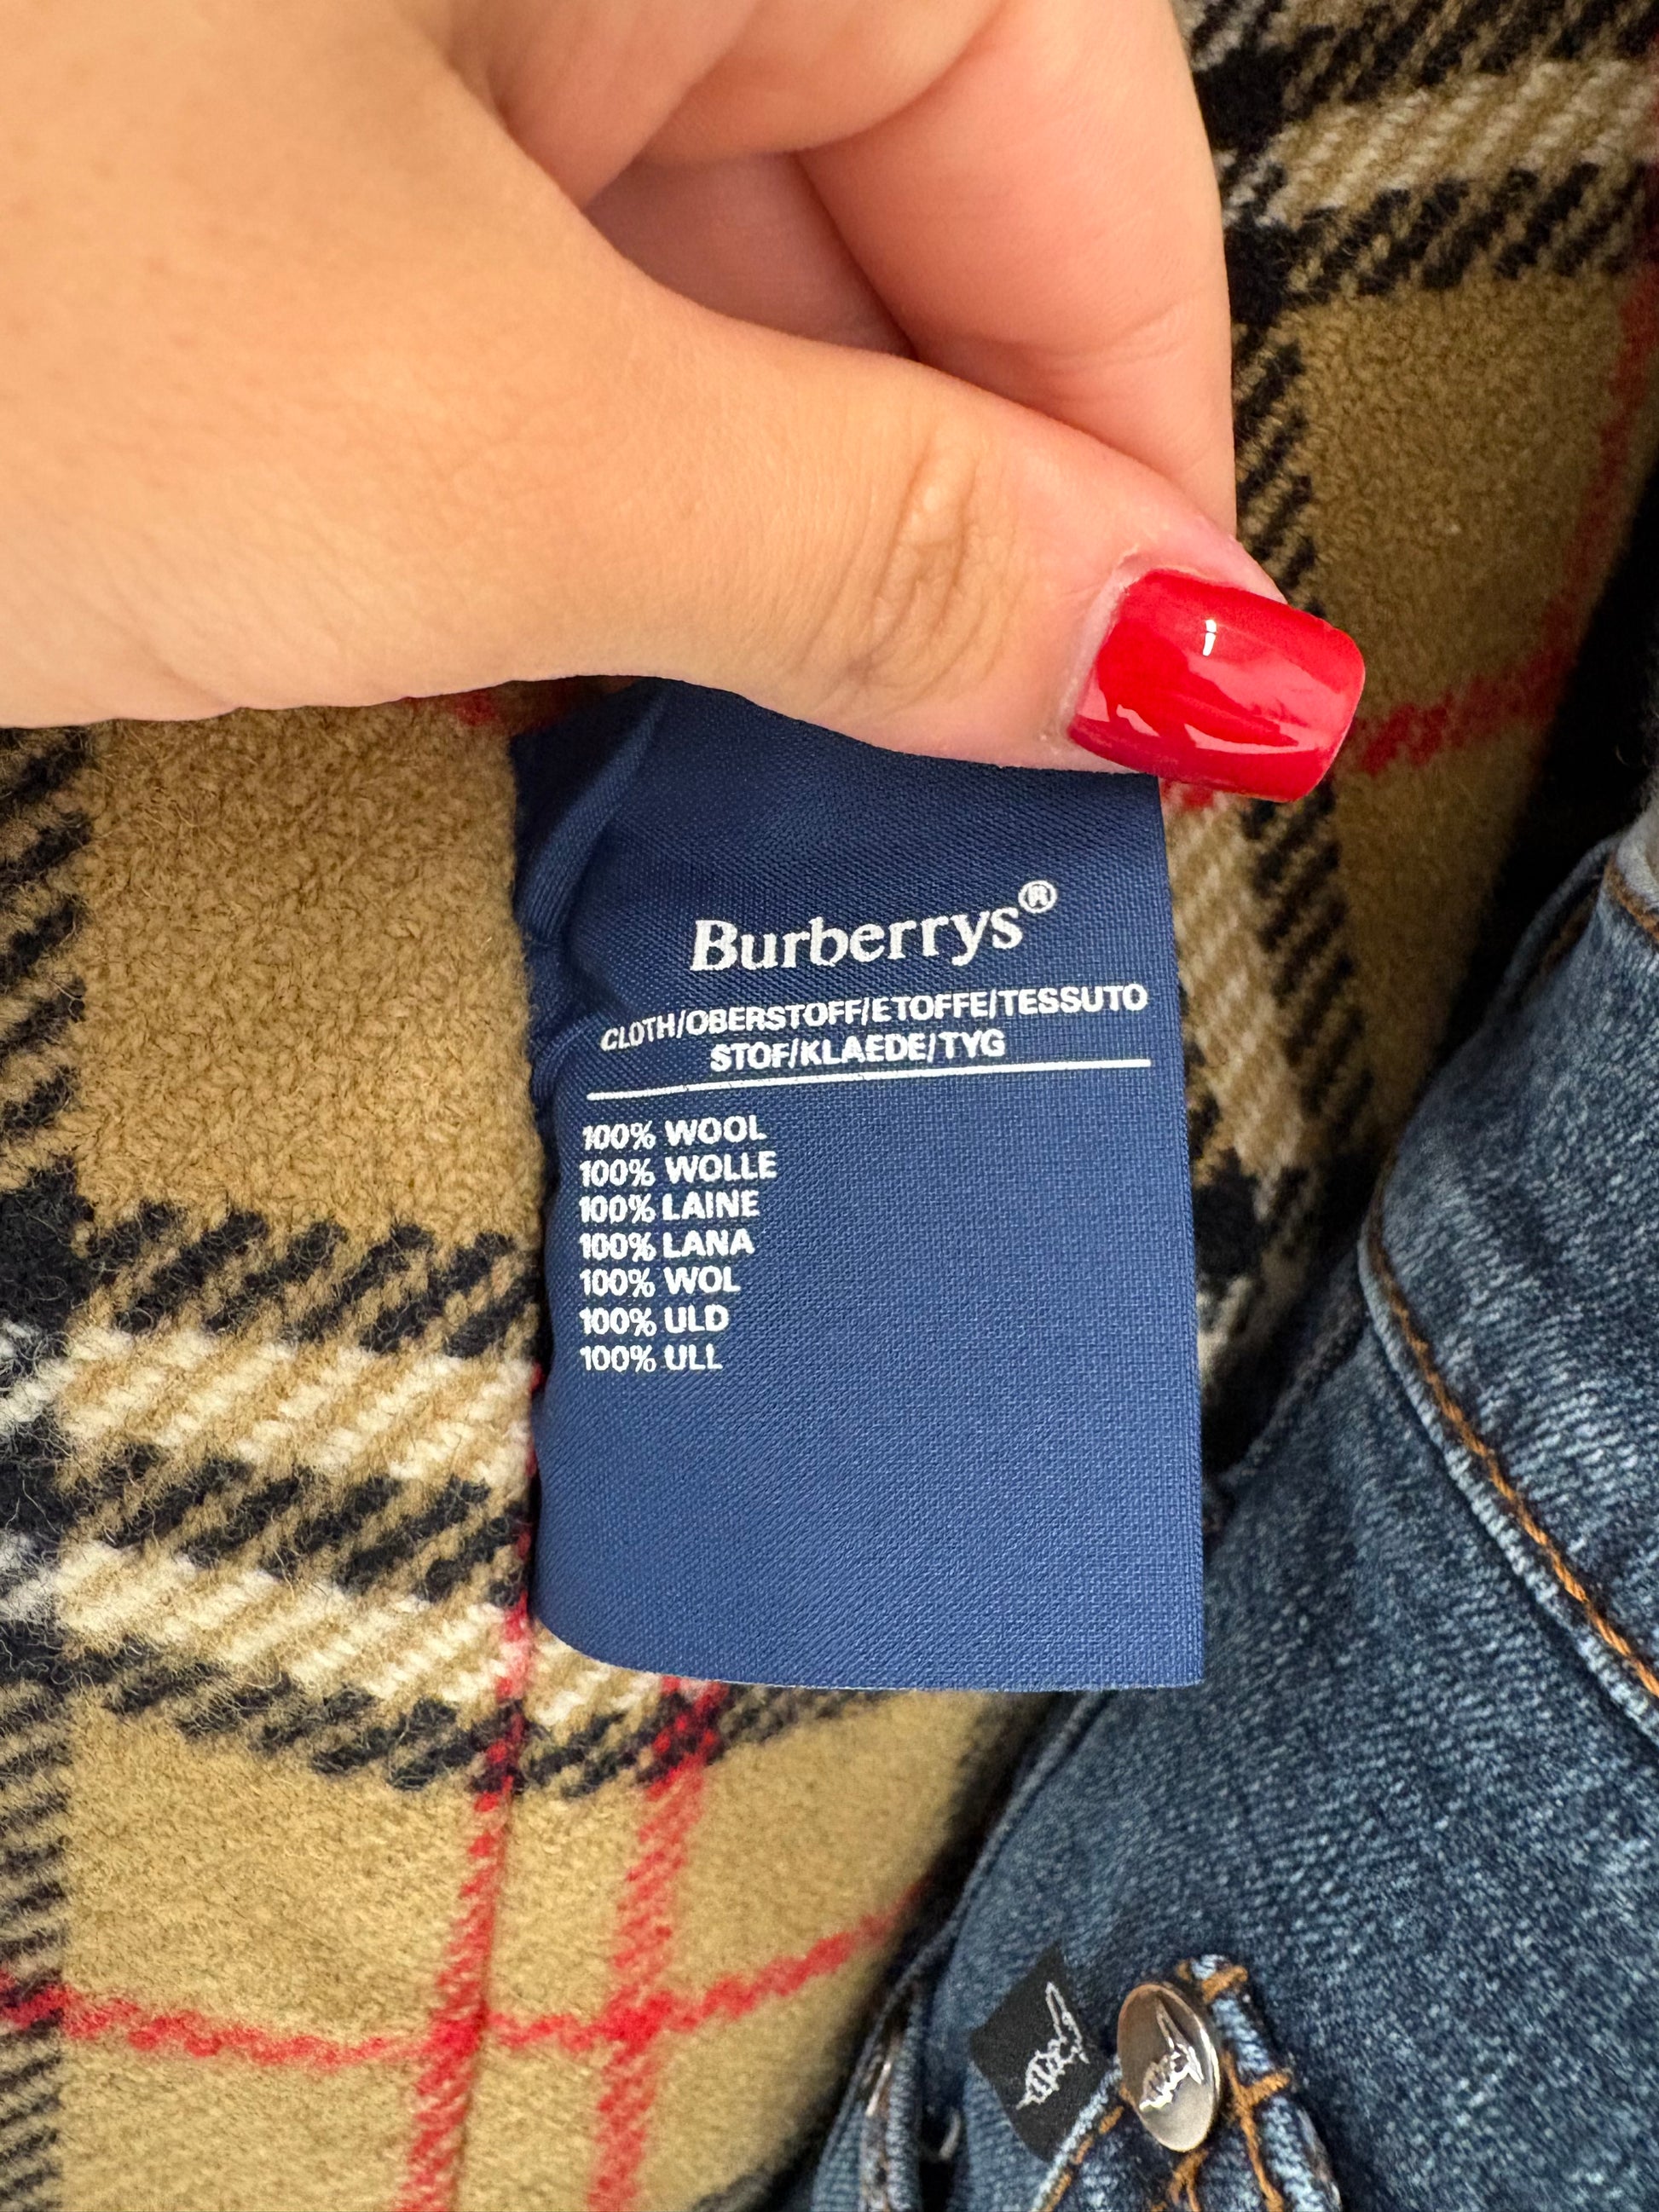 Burberrys®
CLOTH/OBERSTOFF/ETOFFE/TESSUTO
STOF/KLAEDE/TYG
100% WOOL
100% WOLLE
100% LAINE
100% LANA
100% WOL
100% ULD
100% ULL